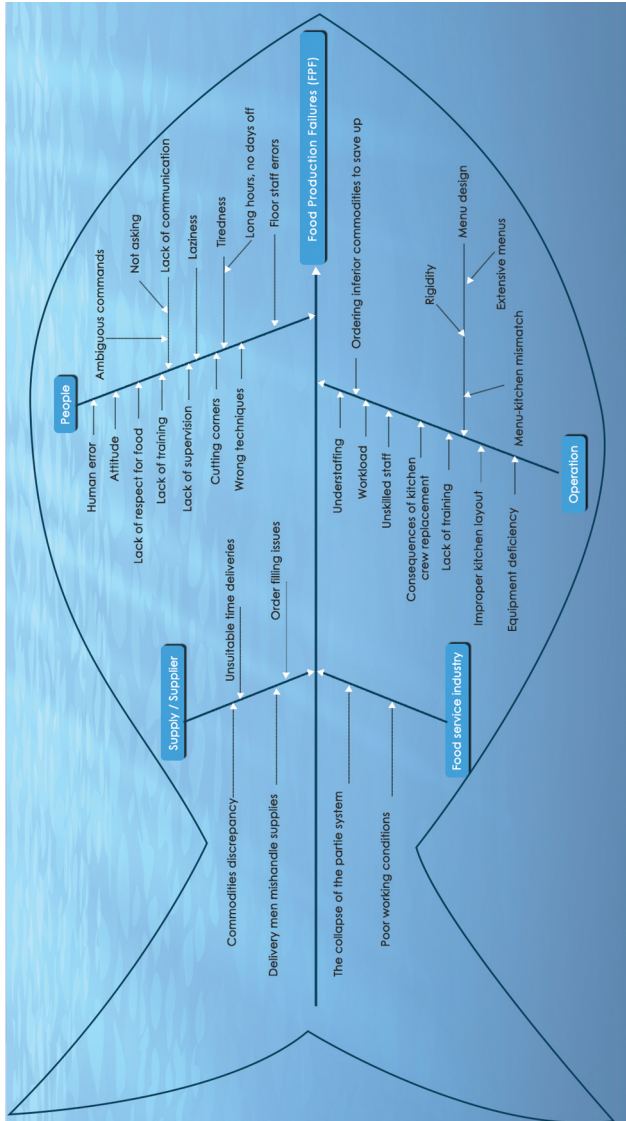 Food Production Failures (FPF)
People
Human error
Attitude
Lack of respect for food
Lack of training
Lack of supervision
Cutting corners
Wrong techniques
Ambiguous commands
Not asking
Lack of communication
Laziness
Tiredness
Long hours, no days off
Floor staff errors
Supply / Supplier
Commodities discrepancy
Delivery men mishandle supplies
Unsuitable time deliveries
Order filling issues
Operation
Understaffing
Workload
Unskilled staff
Consequences of kitchen
crew replacement
Lack of training
Improper kitchen layout
Equipment deficiency
Ordering inferior commodities to save up
Rigidity
Menu design
Extensive menus
Menu-kitchen mismatch
Food service industry
The collapse of the partie system
Poor working conditions